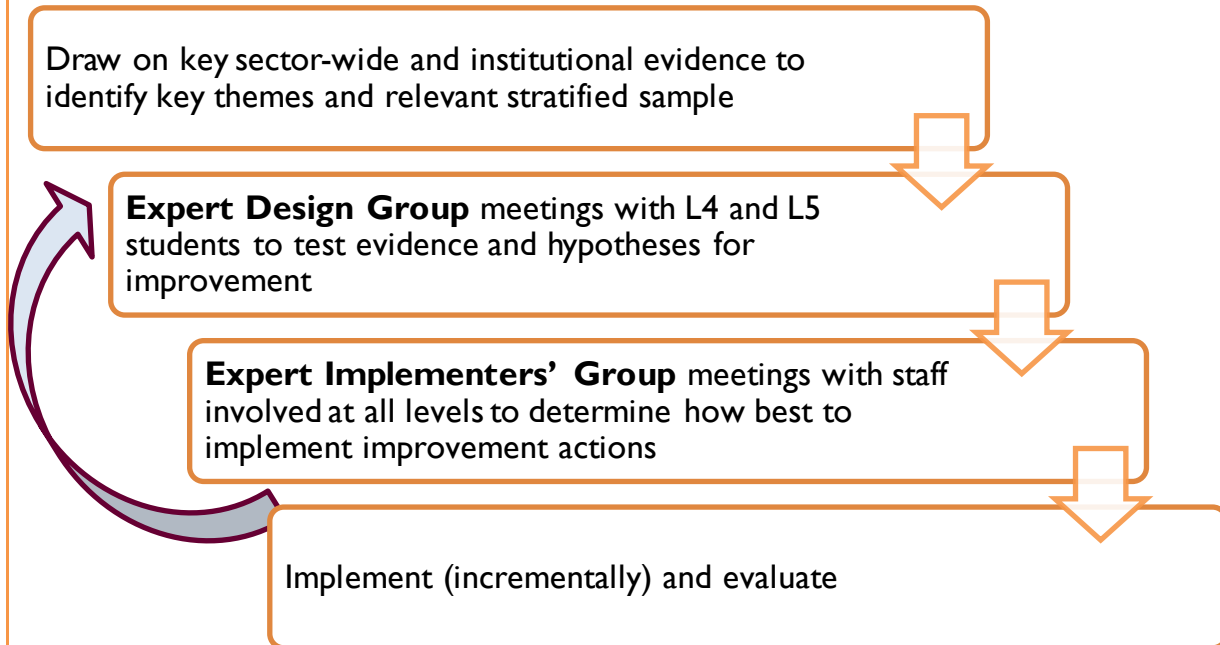 Draw on key sector-wide and institutional evidence to
identify key themes and relevant stratified sample
Expert Design Group meetings with L4 and L5
students to test evidence and hypotheses for
improvement
Expert Implementers’ Group meetings with staff
involved at all levels to determine how best to
implement improvement actions
Implement (incrementally) and evaluate